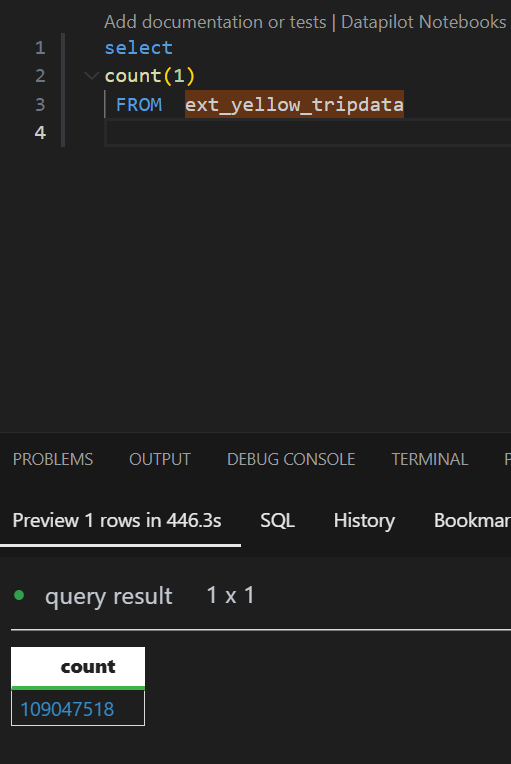 Add documentation or tests | Datapilot Notebooks
1 select
2 count(1)
3 FROM ext_yellow_tripdata
4
PROBLEMS OUTPUT DEBUG CONSOLE TERMINAL P
Preview 1 rows in 446.3s SQL History Bookmar
query result 1 x 1
count
109047518